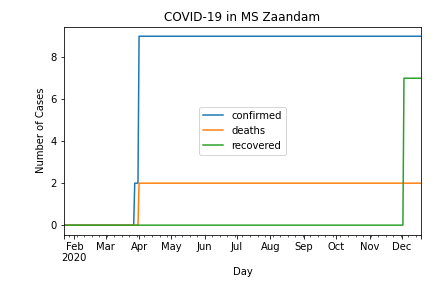 COVID-19 in MS Zaandam
Number of Cases
8
6
4
2
0
confirmed
deaths
recovered
Feb Mar Apr May Jun Jul Aug Sep Oct Nov Dec
2020
Day